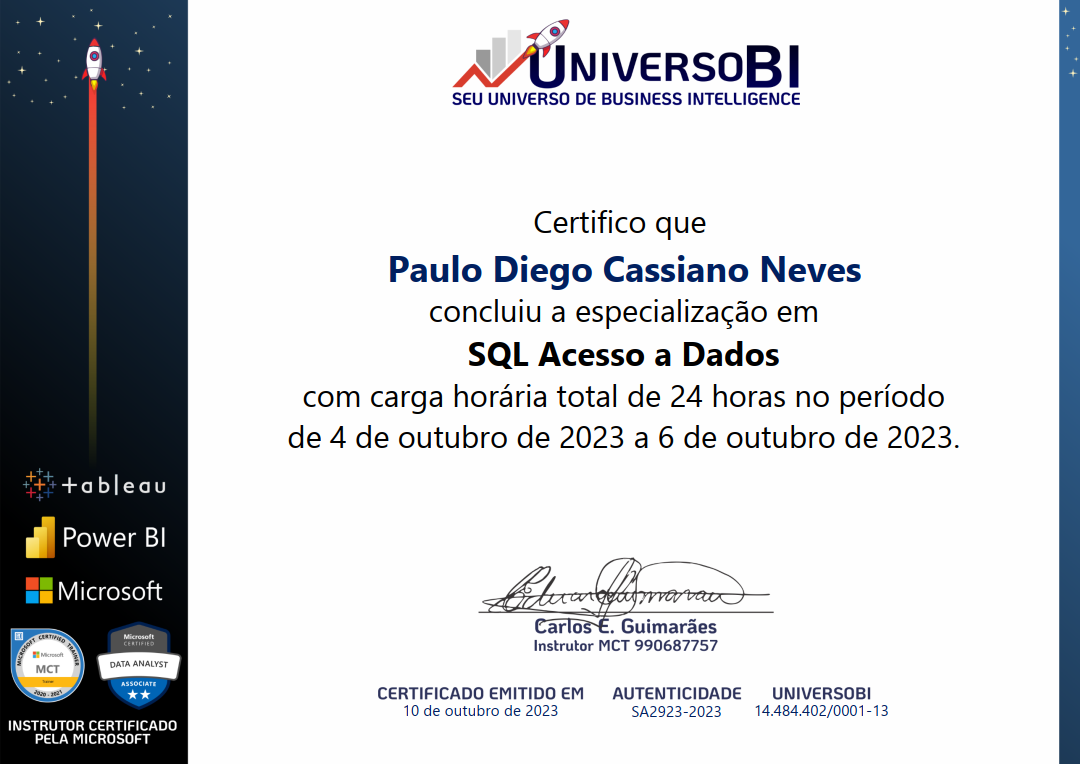 UNIVERSOBI
SEU UNIVERSO DE BUSINESS INTELLIGENCE
Certifico que
Paulo Diego Cassiano Neves
concluiu a especialização em
SQL Acesso a Dados
com carga horária total de 24 horas no período
de 4 de outubro de 2023 a 6 de outubro de 2023.
Carlos E. Guimarães
Instrutor MCT 990687757
CERTIFICADO EMITIDO EM
10 de outubro de 2023
AUTENTICIDADE
SA2923-2023
UNIVERSOBI
14.484.402/0001-13
+ableau
Power BI
Microsoft
MICROSOFT CERTIFIED TRAINER
Microsoft
MCT
Trainer
2020 - 2021
Microsoft
CERTIFIED
DATA ANALYST
ASSOCIATE
INSTRUTOR CERTIFICADO
PELA MICROSOFT